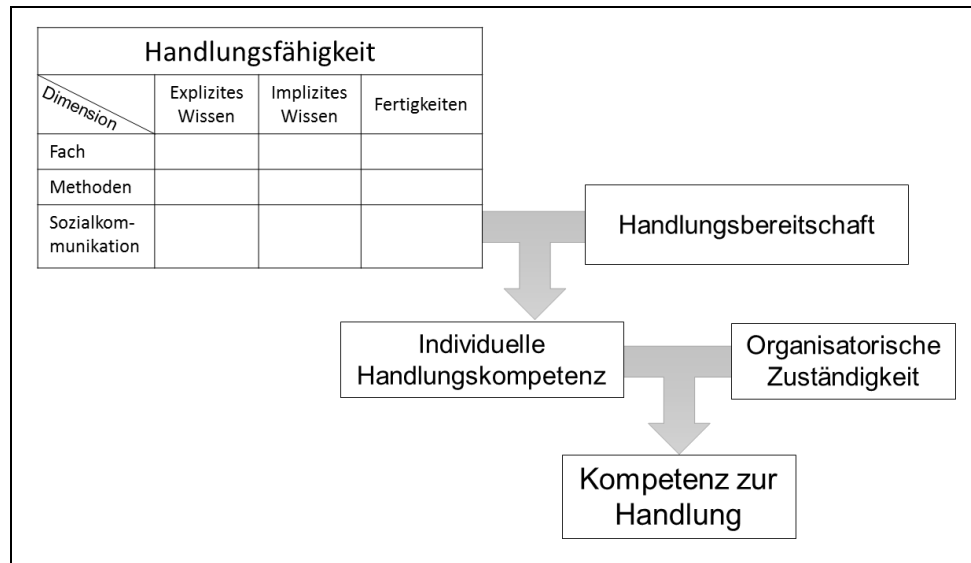 Handlungsfähigkeit
Dimension
Explizites
Wissen
Implizites
Wissen
Fertigkeiten
Fach
Methoden
Sozialkom-
munikation
Handlungsbereitschaft
Individuelle
Handlungskompetenz
Organisatorische
Zuständigkeit
Kompetenz zur
Handlung